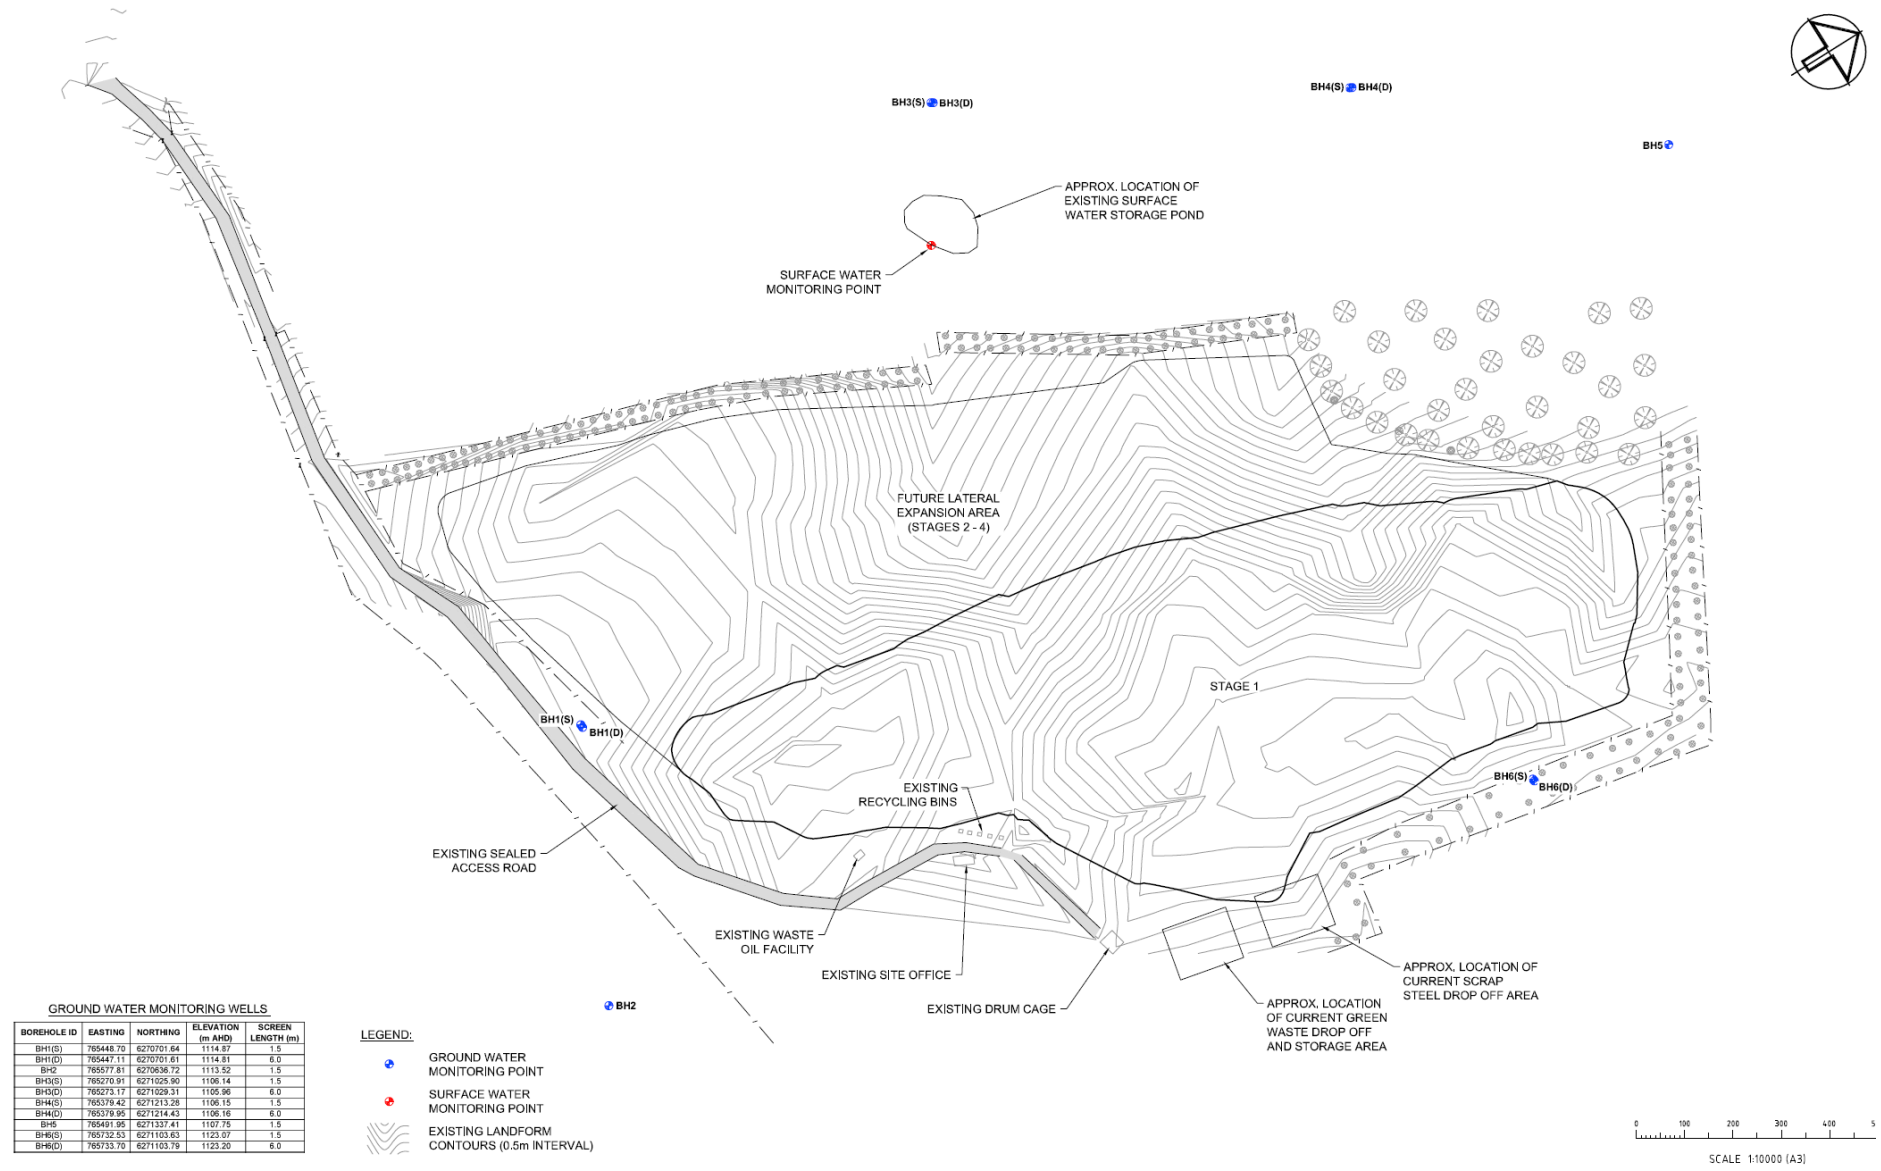 BH3(S) BH3(D)
BH4(S) BH4(D)
BH5
APPROX. LOCATION OF
EXISTING SURFACE
WATER STORAGE POND
SURFACE WATER
MONITORING POINT
FUTURE LATERAL
EXPANSION AREA
(STAGES 2 - 4)
STAGE 1
BH1(S)
BH1(D)
BH6(S)
BH6(D)
EXISTING
RECYCLING BINS
EXISTING SEALED
ACCESS ROAD
EXISTING WASTE
OIL FACILITY
EXISTING SITE OFFICE
EXISTING DRUM CAGE
APPROX. LOCATION OF
CURRENT SCRAP
STEEL DROP OFF AREA
APPROX. LOCATION
OF CURRENT GREEN
WASTE DROP OFF
AND STORAGE AREA
BH2
GROUND WATER MONITORING WELLS
BOREHOLE ID EASTING NORTHING ELEVATION (m AHD) SCREEN LENGTH (m)
BH1(S) 765448.70 6270701.64 1114.87 1.5
BH1(D) 765447.11 6270701.61 1114.81 6.0
BH2 765577.81 6270636.72 1113.52 1.5
BH3(S) 765270.91 6271025.90 1106.14 1.5
BH3(D) 765273.17 6271029.31 1105.96 6.0
BH4(S) 765379.42 6271213.28 1106.15 1.5
BH4(D) 765379.95 6271214.43 1106.16 6.0
BH5 765491.95 6271337.41 1107.75 1.5
BH6(S) 765732.53 6271103.63 1123.07 1.5
BH6(D) 765733.70 6271103.79 1123.20 6.0
LEGEND:
GROUND WATER
MONITORING POINT
SURFACE WATER
MONITORING POINT
EXISTING LANDFORM
CONTOURS (0.5m INTERVAL)
0 100 200 300 400 5
SCALE 1:10000 (A3)